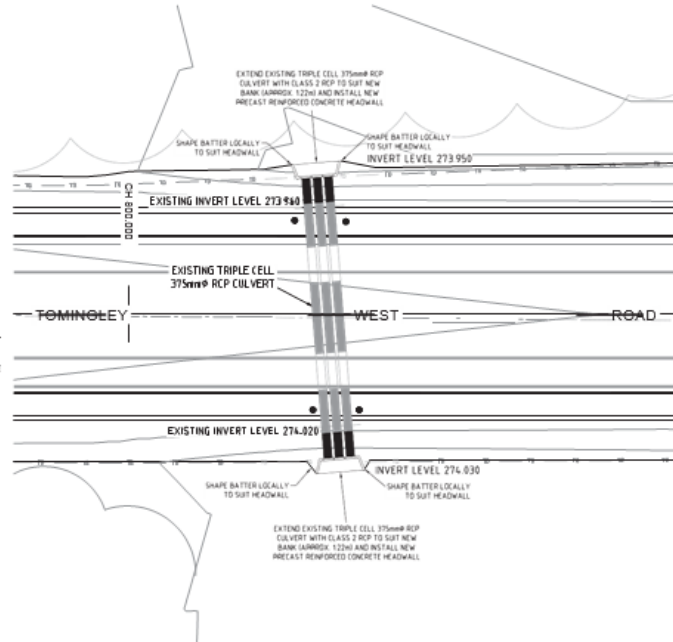 EXTEND EXISTING TRIPLE CELL 375mmø RCP
CULVERT WITH CLASS 2 RCP TO SUIT NEW
BANK (APPROX. 1.22m) AND INSTALL NEW
PRECAST REINFORCED CONCRETE HEADWALL
SHAPE BATTER LOCALLY
TO SUIT HEADWALL
SHAPE BATTER LOCALLY
TO SUIT HEADWALL
INVERT LEVEL 273.950
EXISTING INVERT LEVEL 273.960
CH 800.000
EXISTING TRIPLE CELL
375mmø RCP CULVERT
TOMINGLEY WEST ROAD
EXISTING INVERT LEVEL 274.020
INVERT LEVEL 274.030
SHAPE BATTER LOCALLY
TO SUIT HEADWALL
SHAPE BATTER LOCALLY
TO SUIT HEADWALL
EXTEND EXISTING TRIPLE CELL 375mmø RCP
CULVERT WITH CLASS 2 RCP TO SUIT NEW
BANK (APPROX. 1.22m) AND INSTALL NEW
PRECAST REINFORCED CONCRETE HEADWALL